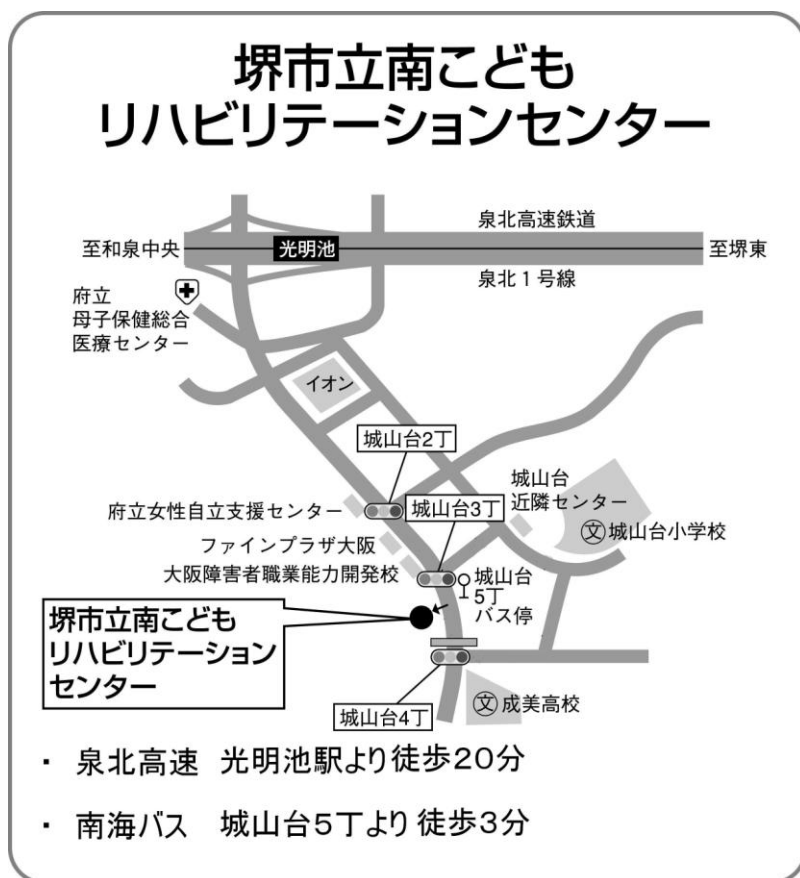 堺市立南こども
リハビリテーションセンター
泉北高速鉄道
至和泉中央
光明池
至堺東
泉北1号線
府立
母子保健総合
医療センター
イオン
城山台2丁
城山台
近隣センター
城山台3丁
府立女性自立支援センター
文城山台小学校
ファインプラザ大阪
大阪障害者職業能力開発校
城山台
5丁
バス停
堺市立南こども
リハビリテーション
センター
城山台4丁
文成美高校
・ 泉北高速 光明池駅より徒歩20分
・ 南海バス 城山台5丁より 徒歩3分